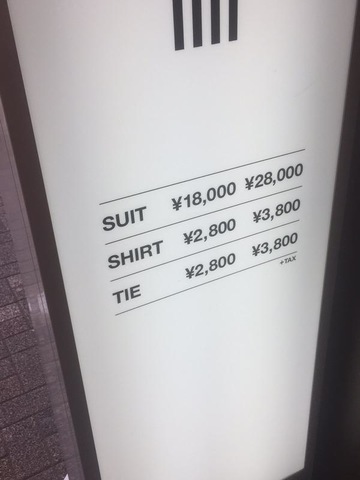 SUIT ¥18,000 ¥28,000
SHIRT ¥2,800 ¥3,800
TIE ¥2,800 ¥3,800
+TAX